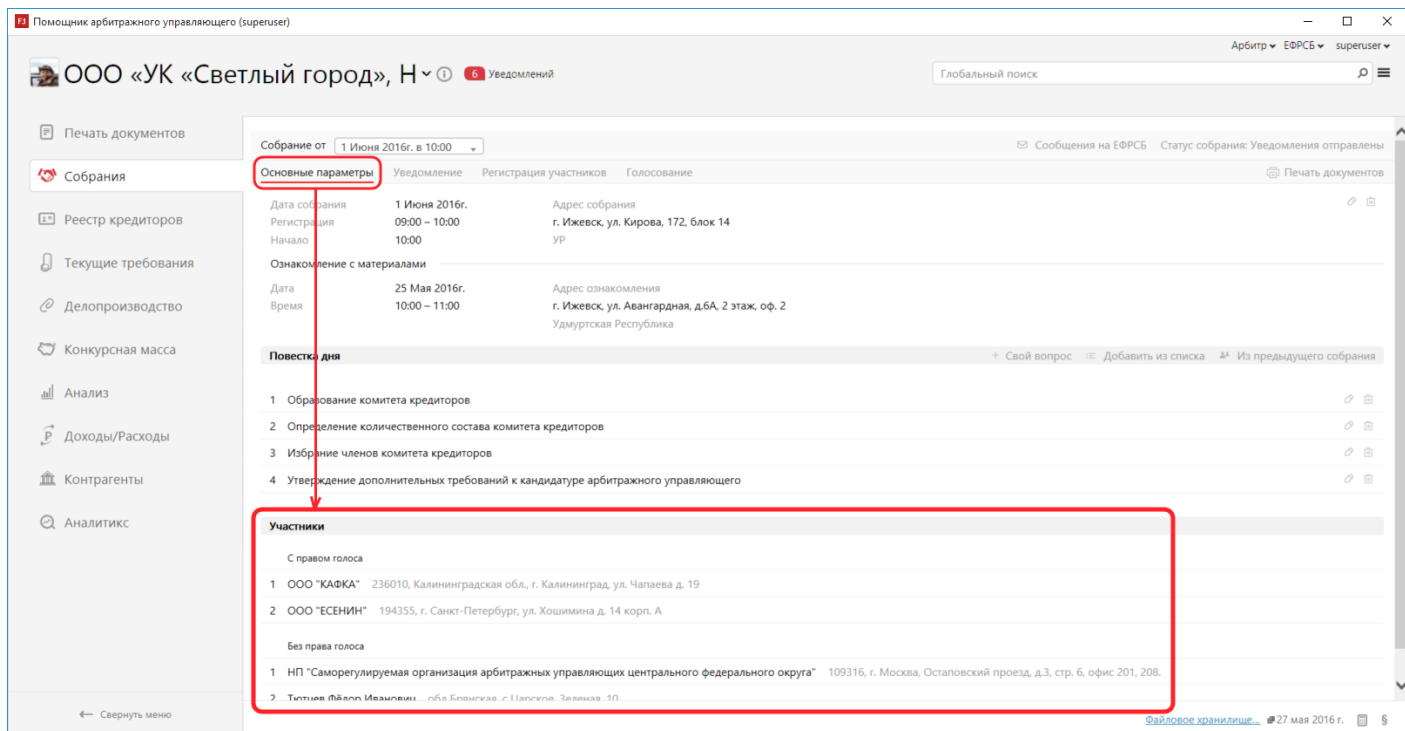 Помощник арбитражного управляющего (superuser)
Арбитр ЕФРСБ superuser
ООО «УК «Светлый город», Н 6 Уведомлений
Глобальный поиск
Печать документов
Собрания
Реестр кредиторов
Текущие требования
Делопроизводство
Конкурсная масса
Анализ
Доходы/Расходы
Контрагенты
Аналитикс
Свернуть меню
Собрание от 1 Июня 2016г. в 10:00 Сообщения на ЕФРСБ Статус собрания: Уведомления отправлены
Основные параметры Уведомление Регистрация участников Голосование Печать документов
Дата собрания 1 Июня 2016г. Адрес собрания
Регистрация 09:00 – 10:00 г. Ижевск, ул. Кирова, 172, блок 14
Начало 10:00 УР
Ознакомление с материалами
Дата 25 Мая 2016г. Адрес ознакомления
Время 10:00 – 11:00 г. Ижевск, ул. Авангардная, д.6А, 2 этаж, оф. 2
Удмуртская Республика
Повестка дня + Свой вопрос Добавить из списка Из предыдущего собрания
1 Образование комитета кредиторов
2 Определение количественного состава комитета кредиторов
3 Избрание членов комитета кредиторов
4 Утверждение дополнительных требований к кандидатуре арбитражного управляющего
Участники
С правом голоса
1 ООО "КАФКА" 236010, Калининградская обл., г. Калининград, ул. Чапаева д. 19
2 ООО "ЕСЕНИН" 194355, г. Санкт-Петербург, ул. Хошимина д. 14 корп. А
Без права голоса
1 НП "Саморегулируемая организация арбитражных управляющих центрального федерального округа" 109316, г. Москва, Остаповский проезд, д.3, стр. 6, офис 201, 208.
2 Тютчев Фёдор Иванович обл Брянская, с Царское, Зеленая, 10
Файловое хранилище... 27 мая 2016 г. §